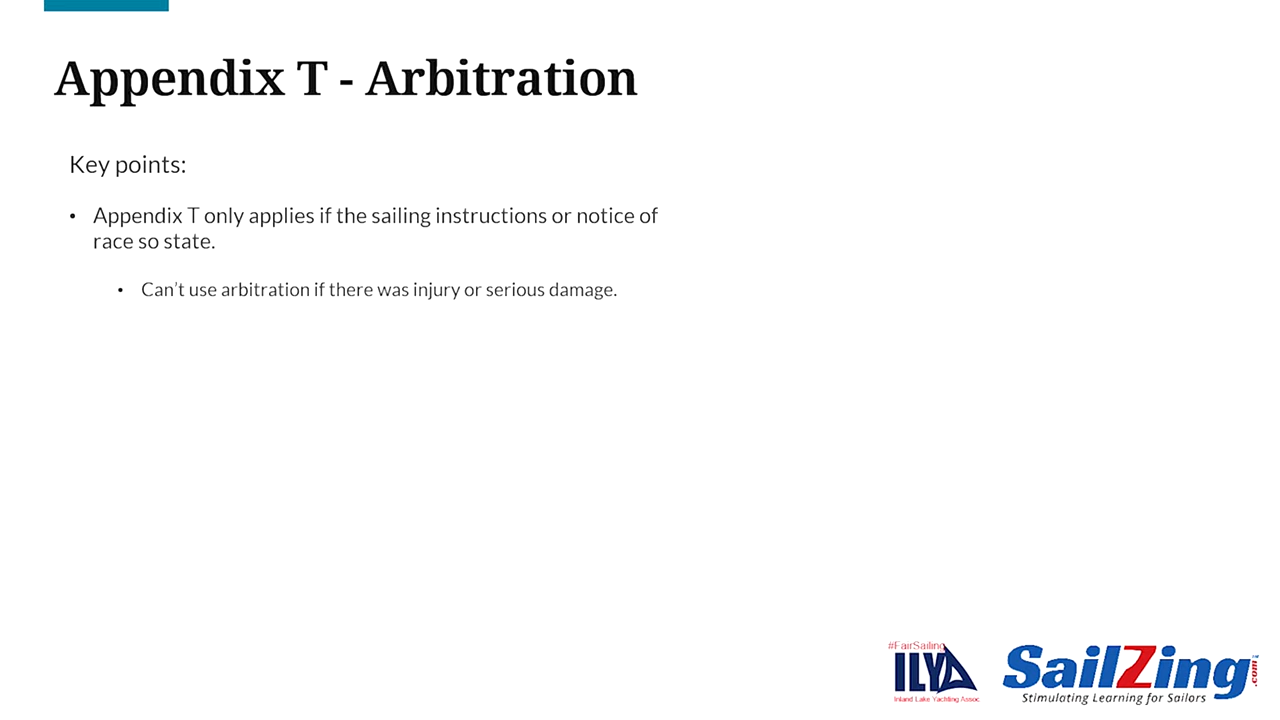 Appendix T - Arbitration
Key points:
• Appendix T only applies if the sailing instructions or notice of
race so state.
• Can’t use arbitration if there was injury or serious damage.
#FairSailing
ILYA
Inland Lake Yachting Assoc.
SailZing.com
Stimulating Learning for Sailors